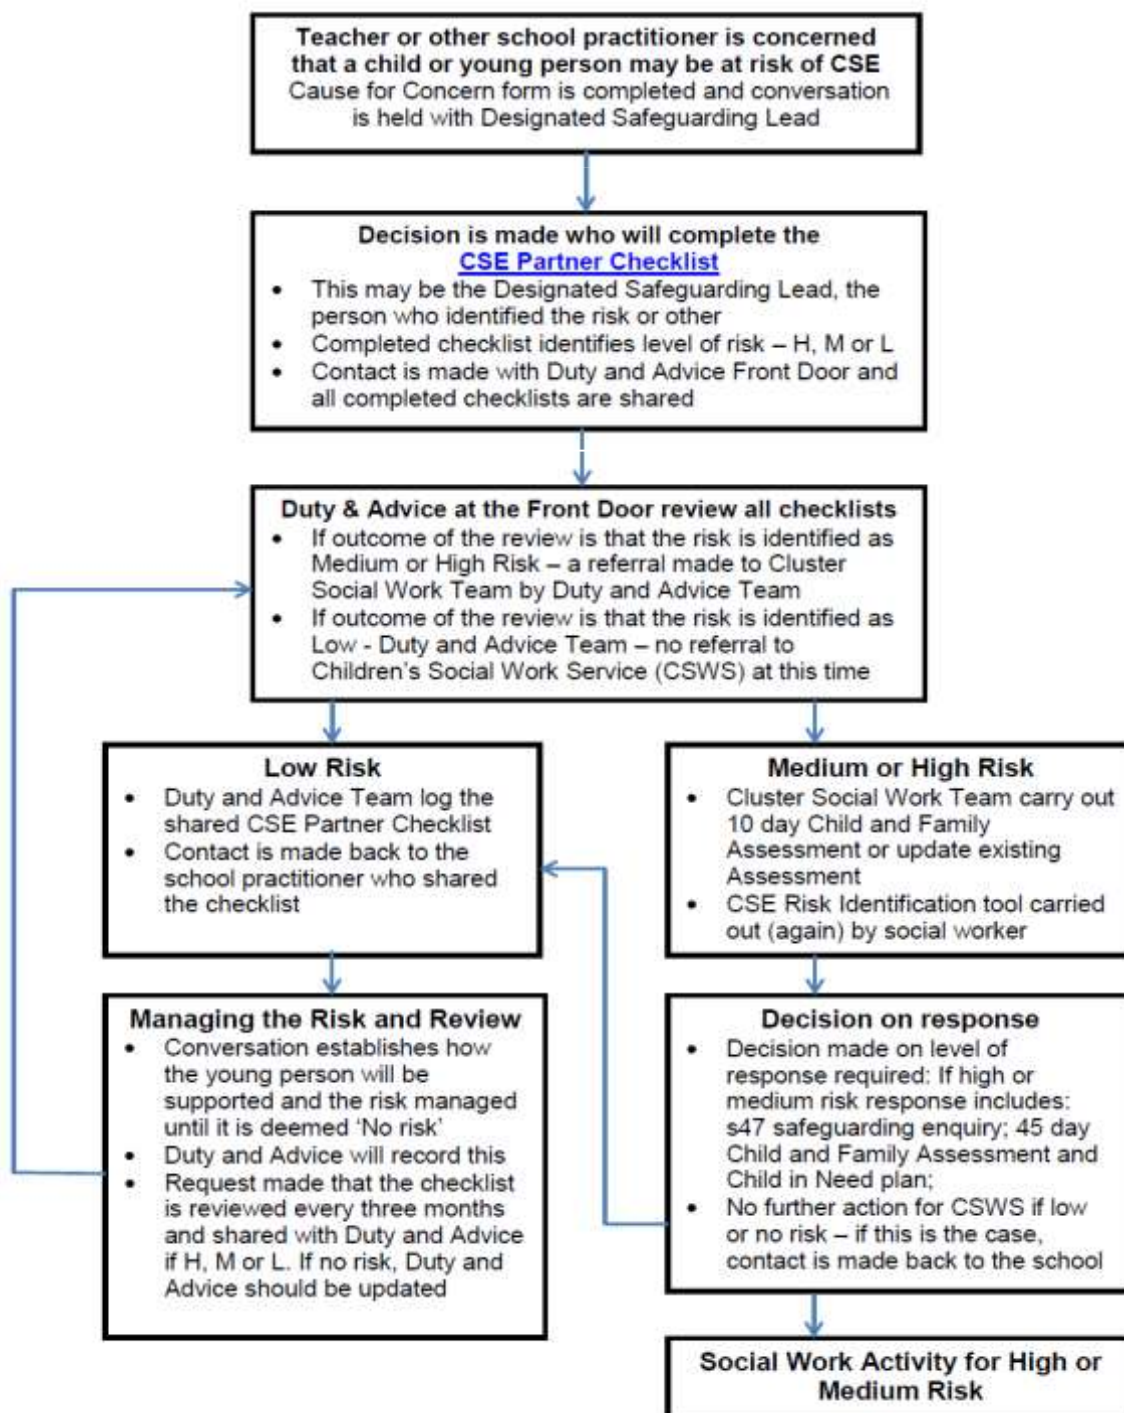 Teacher or other school practitioner is concerned
that a child or young person may be at risk of CSE
Cause for Concern form is completed and conversation
is held with Designated Safeguarding Lead
Decision is made who will complete the
CSE Partner Checklist
• This may be the Designated Safeguarding Lead, the
person who identified the risk or other
• Completed checklist identifies level of risk – H, M or L
• Contact is made with Duty and Advice Front Door and
all completed checklists are shared
Duty & Advice at the Front Door review all checklists
• If outcome of the review is that the risk is identified as
Medium or High Risk – a referral made to Cluster
Social Work Team by Duty and Advice Team
• If outcome of the review is that the risk is identified as
Low - Duty and Advice Team – no referral to
Children's Social Work Service (CSWS) at this time
Low Risk
• Duty and Advice Team log the
shared CSE Partner Checklist
• Contact is made back to the
school practitioner who shared
the checklist
Medium or High Risk
• Cluster Social Work Team carry out
10 day Child and Family
Assessment or update existing
Assessment
• CSE Risk Identification tool carried
out (again) by social worker
Managing the Risk and Review
• Conversation establishes how
the young person will be
supported and the risk managed
until it is deemed 'No risk'
• Duty and Advice will record this
• Request made that the checklist
is reviewed every three months
and shared with Duty and Advice
if H, M or L. If no risk, Duty and
Advice should be updated
Decision on response
• Decision made on level of
response required: If high or
medium risk response includes:
s47 safeguarding enquiry; 45 day
Child and Family Assessment and
Child in Need plan;
• No further action for CSWS if low
or no risk – if this is the case,
contact is made back to the school
Social Work Activity for High or
Medium Risk